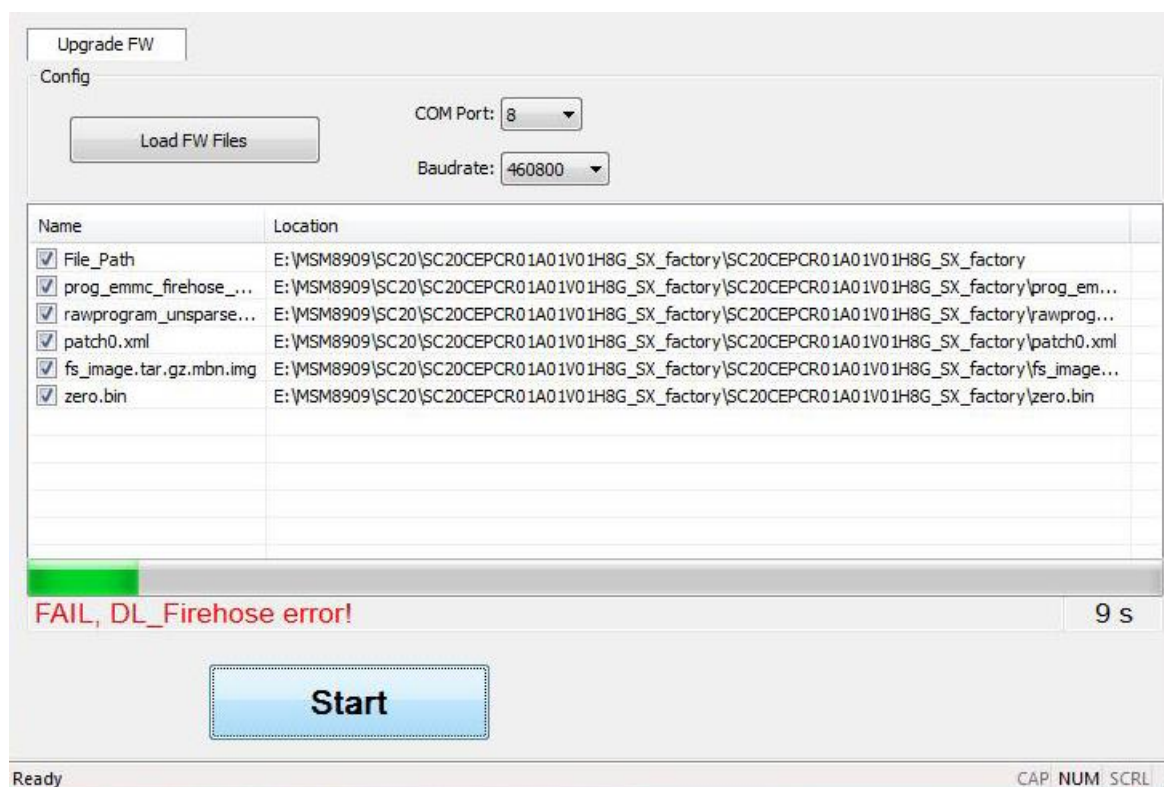 Upgrade FW
Config
Load FW Files
COM Port: 8
Baudrate: 460800
Name Location
File_Path E:\MSM8909\SC20\SC20CEPCR01A01V01H8G_SX_factory\SC20CEPCR01A01V01H8G_SX_factory
prog_emmc_firehose_... E:\MSM8909\SC20\SC20CEPCR01A01V01H8G_SX_factory\SC20CEPCR01A01V01H8G_SX_factory\prog_em...
rawprogram_unsparse... E:\MSM8909\SC20\SC20CEPCR01A01V01H8G_SX_factory\SC20CEPCR01A01V01H8G_SX_factory\rawprog...
patch0.xml E:\MSM8909\SC20\SC20CEPCR01A01V01H8G_SX_factory\SC20CEPCR01A01V01H8G_SX_factory\patch0.xml
fs_image.tar.gz.mbn.img E:\MSM8909\SC20\SC20CEPCR01A01V01H8G_SX_factory\SC20CEPCR01A01V01H8G_SX_factory\fs_image...
zero.bin E:\MSM8909\SC20\SC20CEPCR01A01V01H8G_SX_factory\SC20CEPCR01A01V01H8G_SX_factory\zero.bin
FAIL, DL_Firehose error! 9 s
Start
Ready CAP NUM SCRL